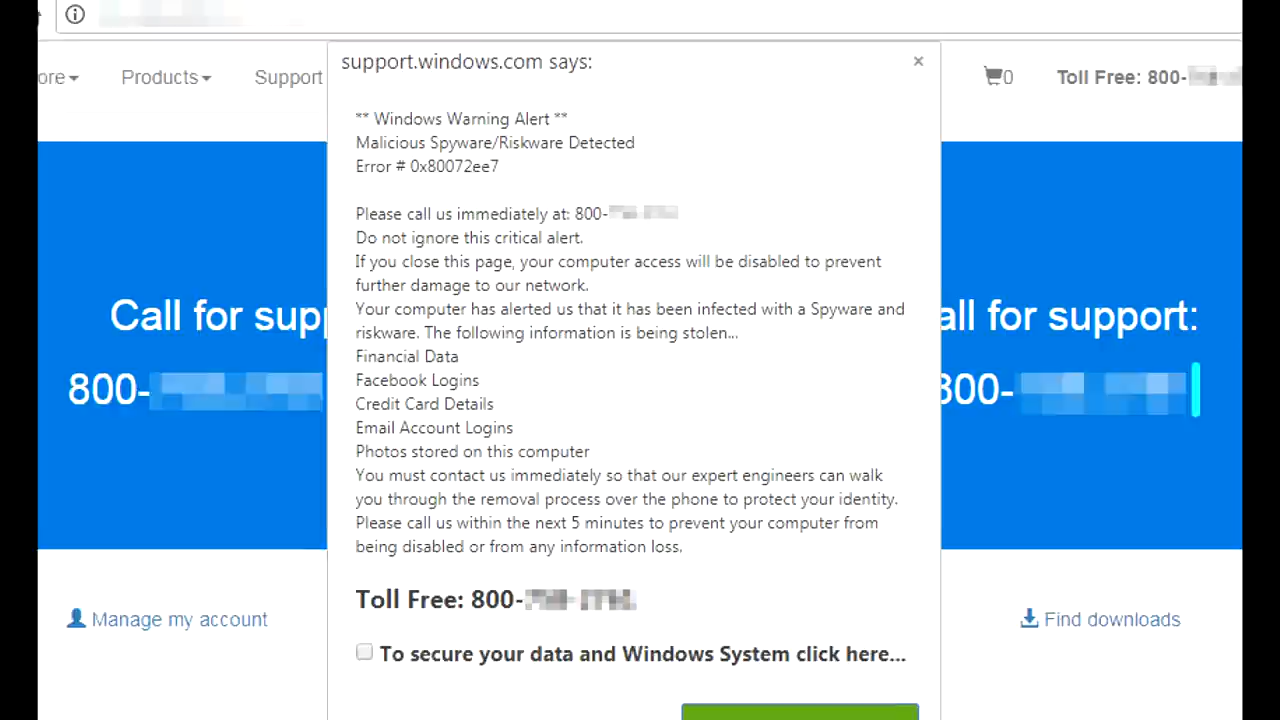 ore Products Support
support.windows.com says:
0 Toll Free: 800-
** Windows Warning Alert **
Malicious Spyware/Riskware Detected
Error # 0x80072ee7
Please call us immediately at: 800-
Do not ignore this critical alert.
If you close this page, your computer access will be disabled to prevent
further damage to our network.
Your computer has alerted us that it has been infected with a Spyware and
riskware. The following information is being stolen...
Financial Data
Facebook Logins
Credit Card Details
Email Account Logins
Photos stored on this computer
You must contact us immediately so that our expert engineers can walk
you through the removal process over the phone to protect your identity.
Please call us within the next 5 minutes to prevent your computer from
being disabled or from any information loss.
Toll Free: 800-
To secure your data and Windows System click here...
Call for sup
800-
all for support:
800-
Manage my account
Find downloads